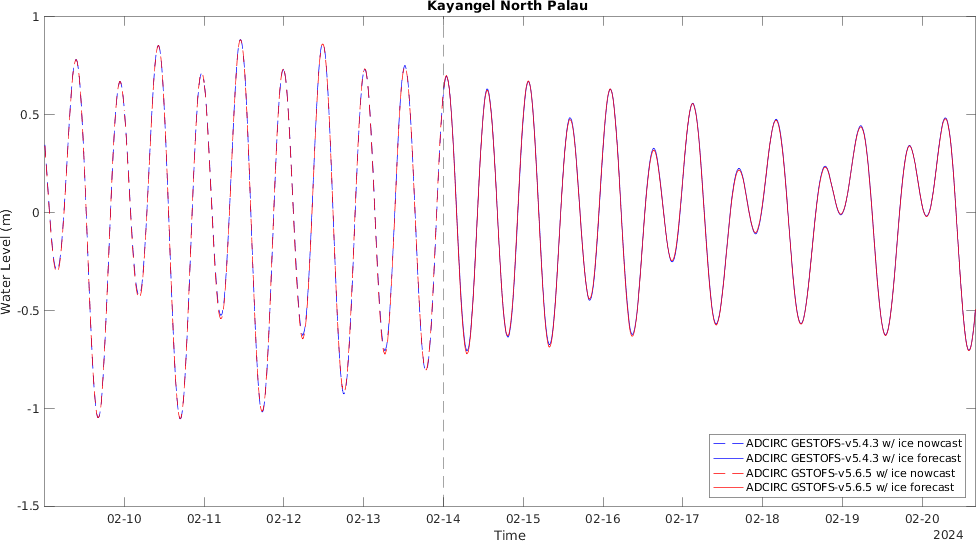 Kayangel North Palau
1
0.5
0
-0.5
-1
-1.5
Water Level (m)
02-10 02-11 02-12 02-13 02-14 02-15 02-16 02-17 02-18 02-19 02-20
Time
2024
ADCIRC GESTOFS-v5.4.3 w/ ice nowcast
ADCIRC GESTOFS-v5.4.3 w/ ice forecast
ADCIRC GSTOFS-v5.6.5 w/ ice nowcast
ADCIRC GSTOFS-v5.6.5 w/ ice forecast